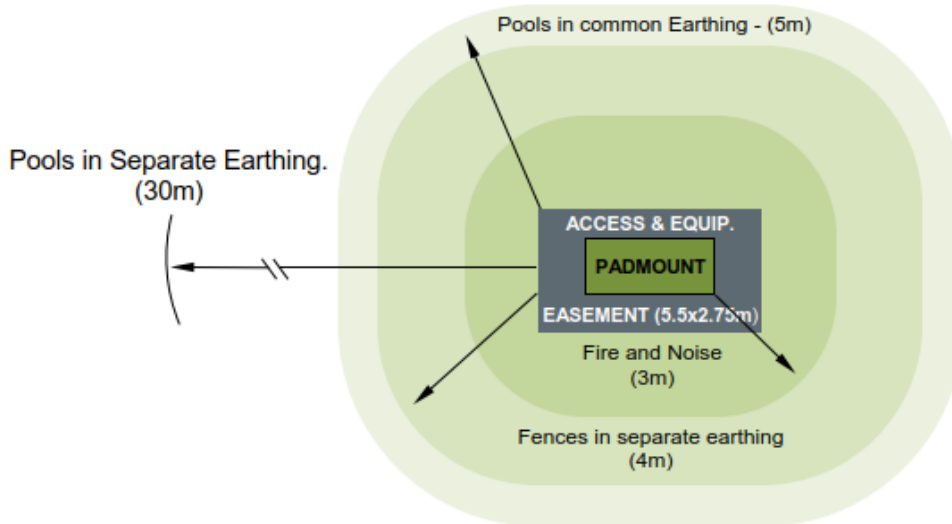 Pools in common Earthing - (5m)
Pools in Separate Earthing.
(30m)
ACCESS & EQUIP.
PADMOUNT
EASEMENT (5.5x2.75m)
Fire and Noise
(3m)
Fences in separate earthing
(4m)